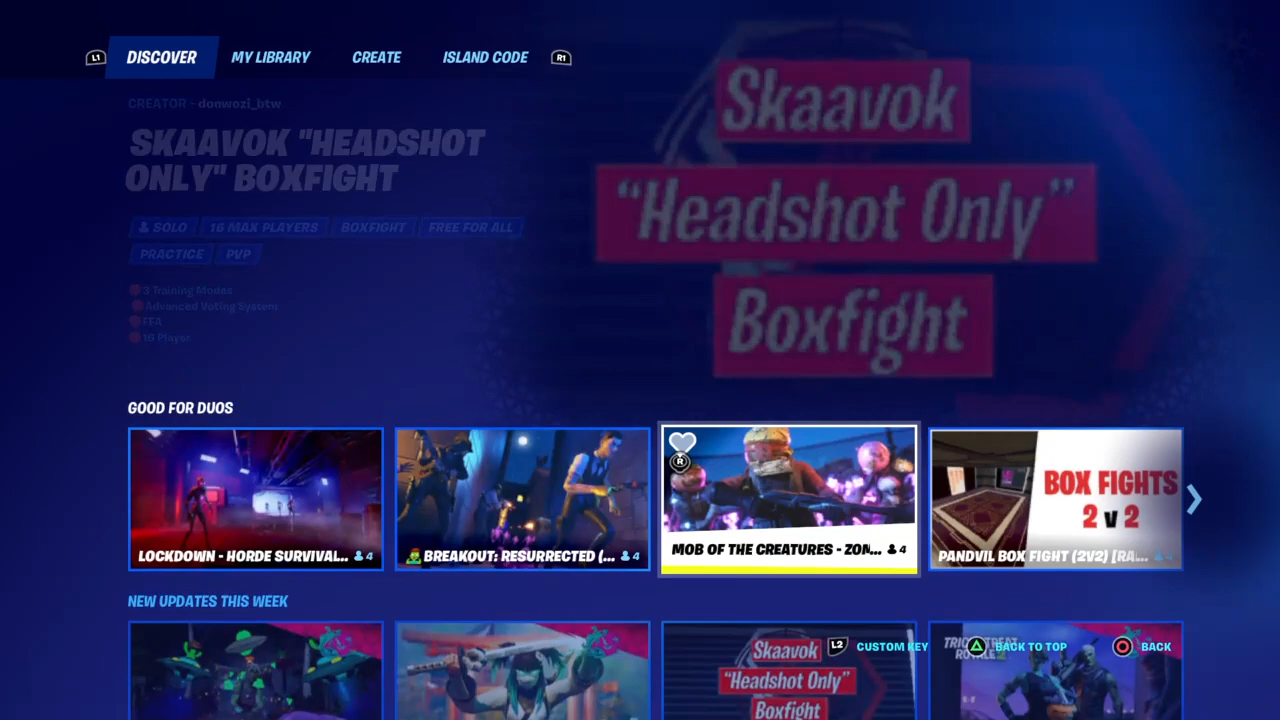 L1 DISCOVER MY LIBRARY CREATE ISLAND CODE R1
CREATOR - donwozi_btw
SKAAVOK "HEADSHOT
ONLY" BOXFIGHT
SOLO 16 MAX PLAYERS BOXFIGHT FREE FOR ALL
PRACTICE PVP
3 Training Modes
Advanced Voting System
FFA
16 Player
Skaavok
“Headshot Only”
Boxfight
GOOD FOR DUOS
R
BOX FIGHTS
2 v 2
LOCKDOWN - HORDE SURVIVAL... 4
BREAKOUT: RESURRECTED (... 4
MOB OF THE CREATURES - ZON... 4
PANDVIL BOX FIGHT (2V2) [RA...
NEW UPDATES THIS WEEK
Skaavok
“Headshot Only”
Boxfight
L2 CUSTOM KEY BACK TO TOP BACK